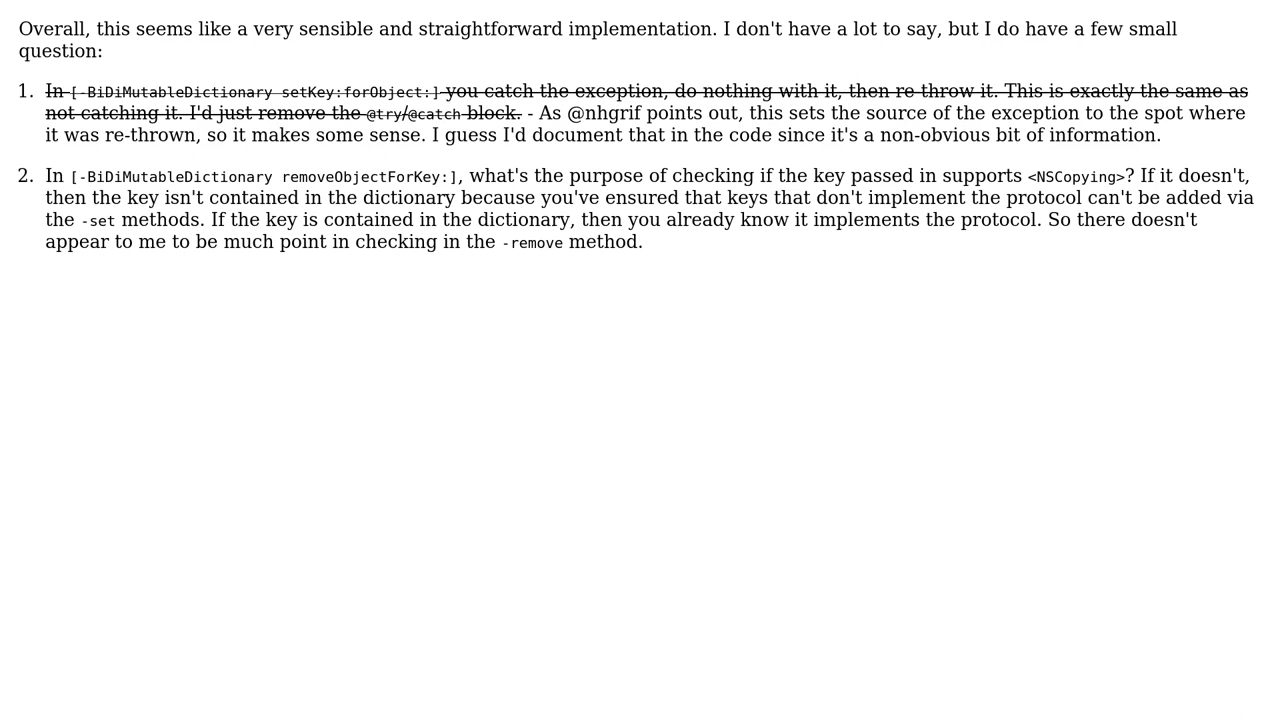 Overall, this seems like a very sensible and straightforward implementation. I don't have a lot to say, but I do have a few small
question:
1. In [-BiDiMutableDictionary setKey:forObject:] you catch the exception, do nothing with it, then re-throw it. This is exactly the same as
not catching it. I'd just remove the @try/@catch block. - As @nhgrif points out, this sets the source of the exception to the spot where
it was re-thrown, so it makes some sense. I guess I'd document that in the code since it's a non-obvious bit of information.
2. In [-BiDiMutableDictionary removeObjectForKey:], what's the purpose of checking if the key passed in supports <NSCopying>? If it doesn't,
then the key isn't contained in the dictionary because you've ensured that keys that don't implement the protocol can't be added via
the -set methods. If the key is contained in the dictionary, then you already know it implements the protocol. So there doesn't
appear to me to be much point in checking in the -remove method.